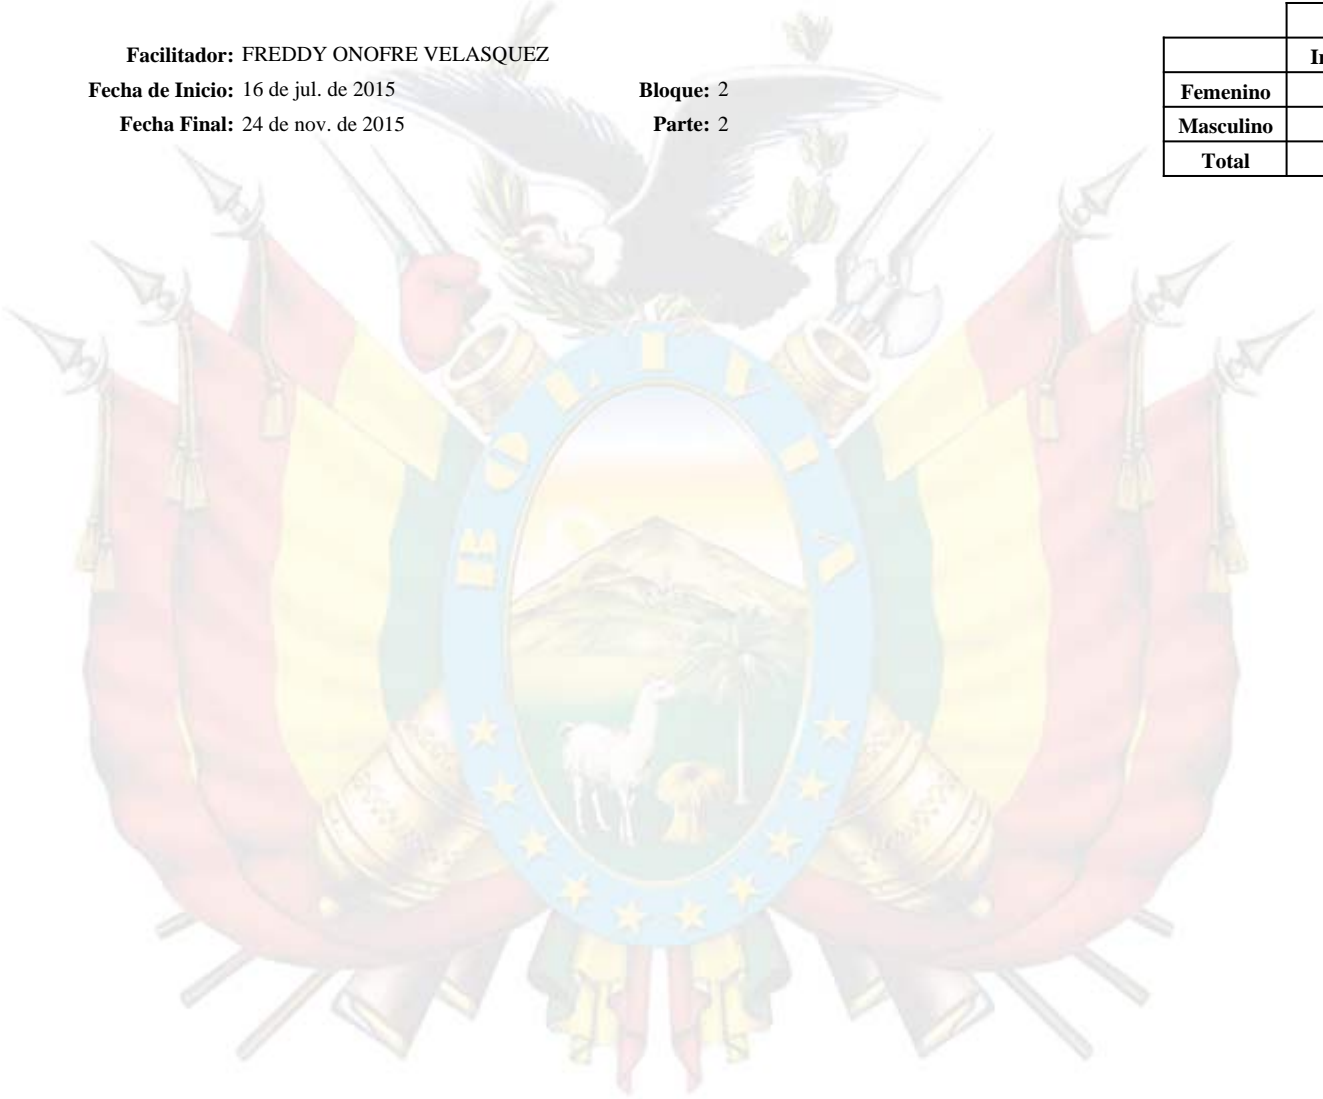 Facilitador: FREDDY ONOFRE VELASQUEZ
Fecha de Inicio: 16 de jul. de 2015 Bloque: 2
Fecha Final: 24 de nov. de 2015 Parte: 2
Femenino
Masculino
Total
BOLIVIA